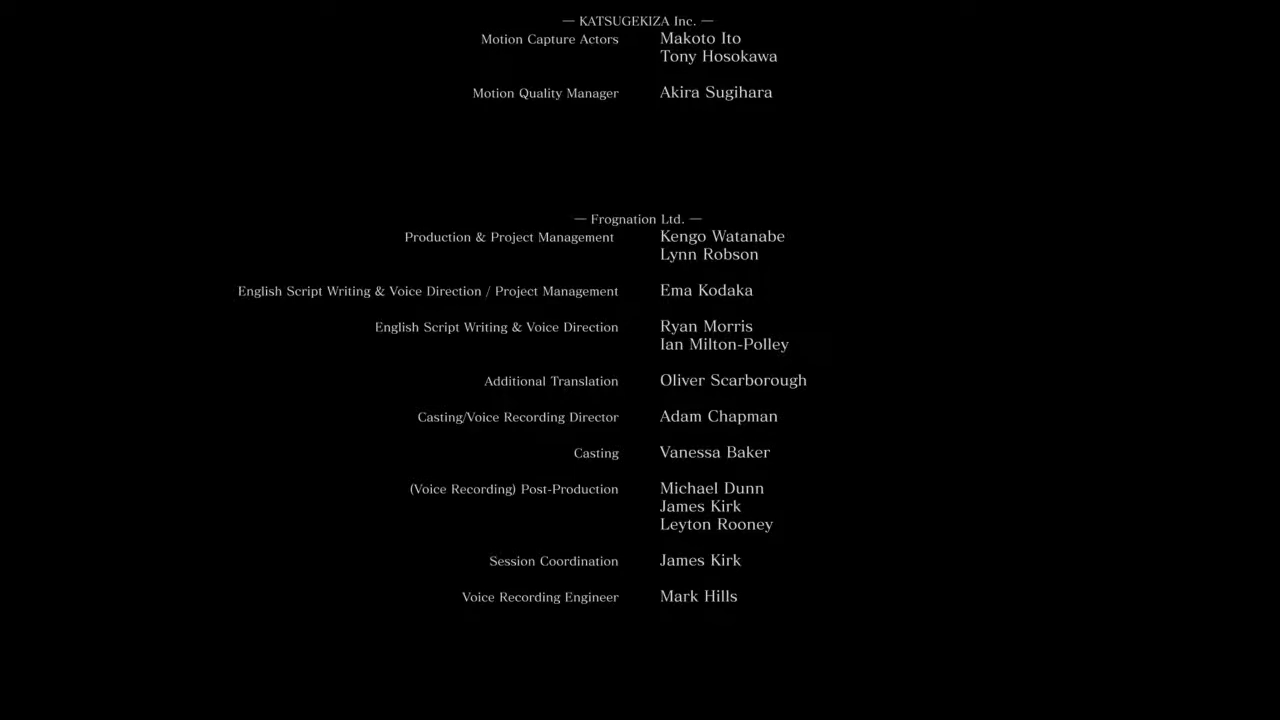 — KATSUGEKIZA Inc. —
Motion Capture Actors Makoto Ito
Tony Hosokawa
Motion Quality Manager Akira Sugihara
— Frognation Ltd. —
Production & Project Management Kengo Watanabe
Lynn Robson
English Script Writing & Voice Direction / Project Management Ema Kodaka
English Script Writing & Voice Direction Ryan Morris
Ian Milton-Polley
Additional Translation Oliver Scarborough
Casting/Voice Recording Director Adam Chapman
Casting Vanessa Baker
(Voice Recording) Post-Production Michael Dunn
James Kirk
Leyton Rooney
Session Coordination James Kirk
Voice Recording Engineer Mark Hills